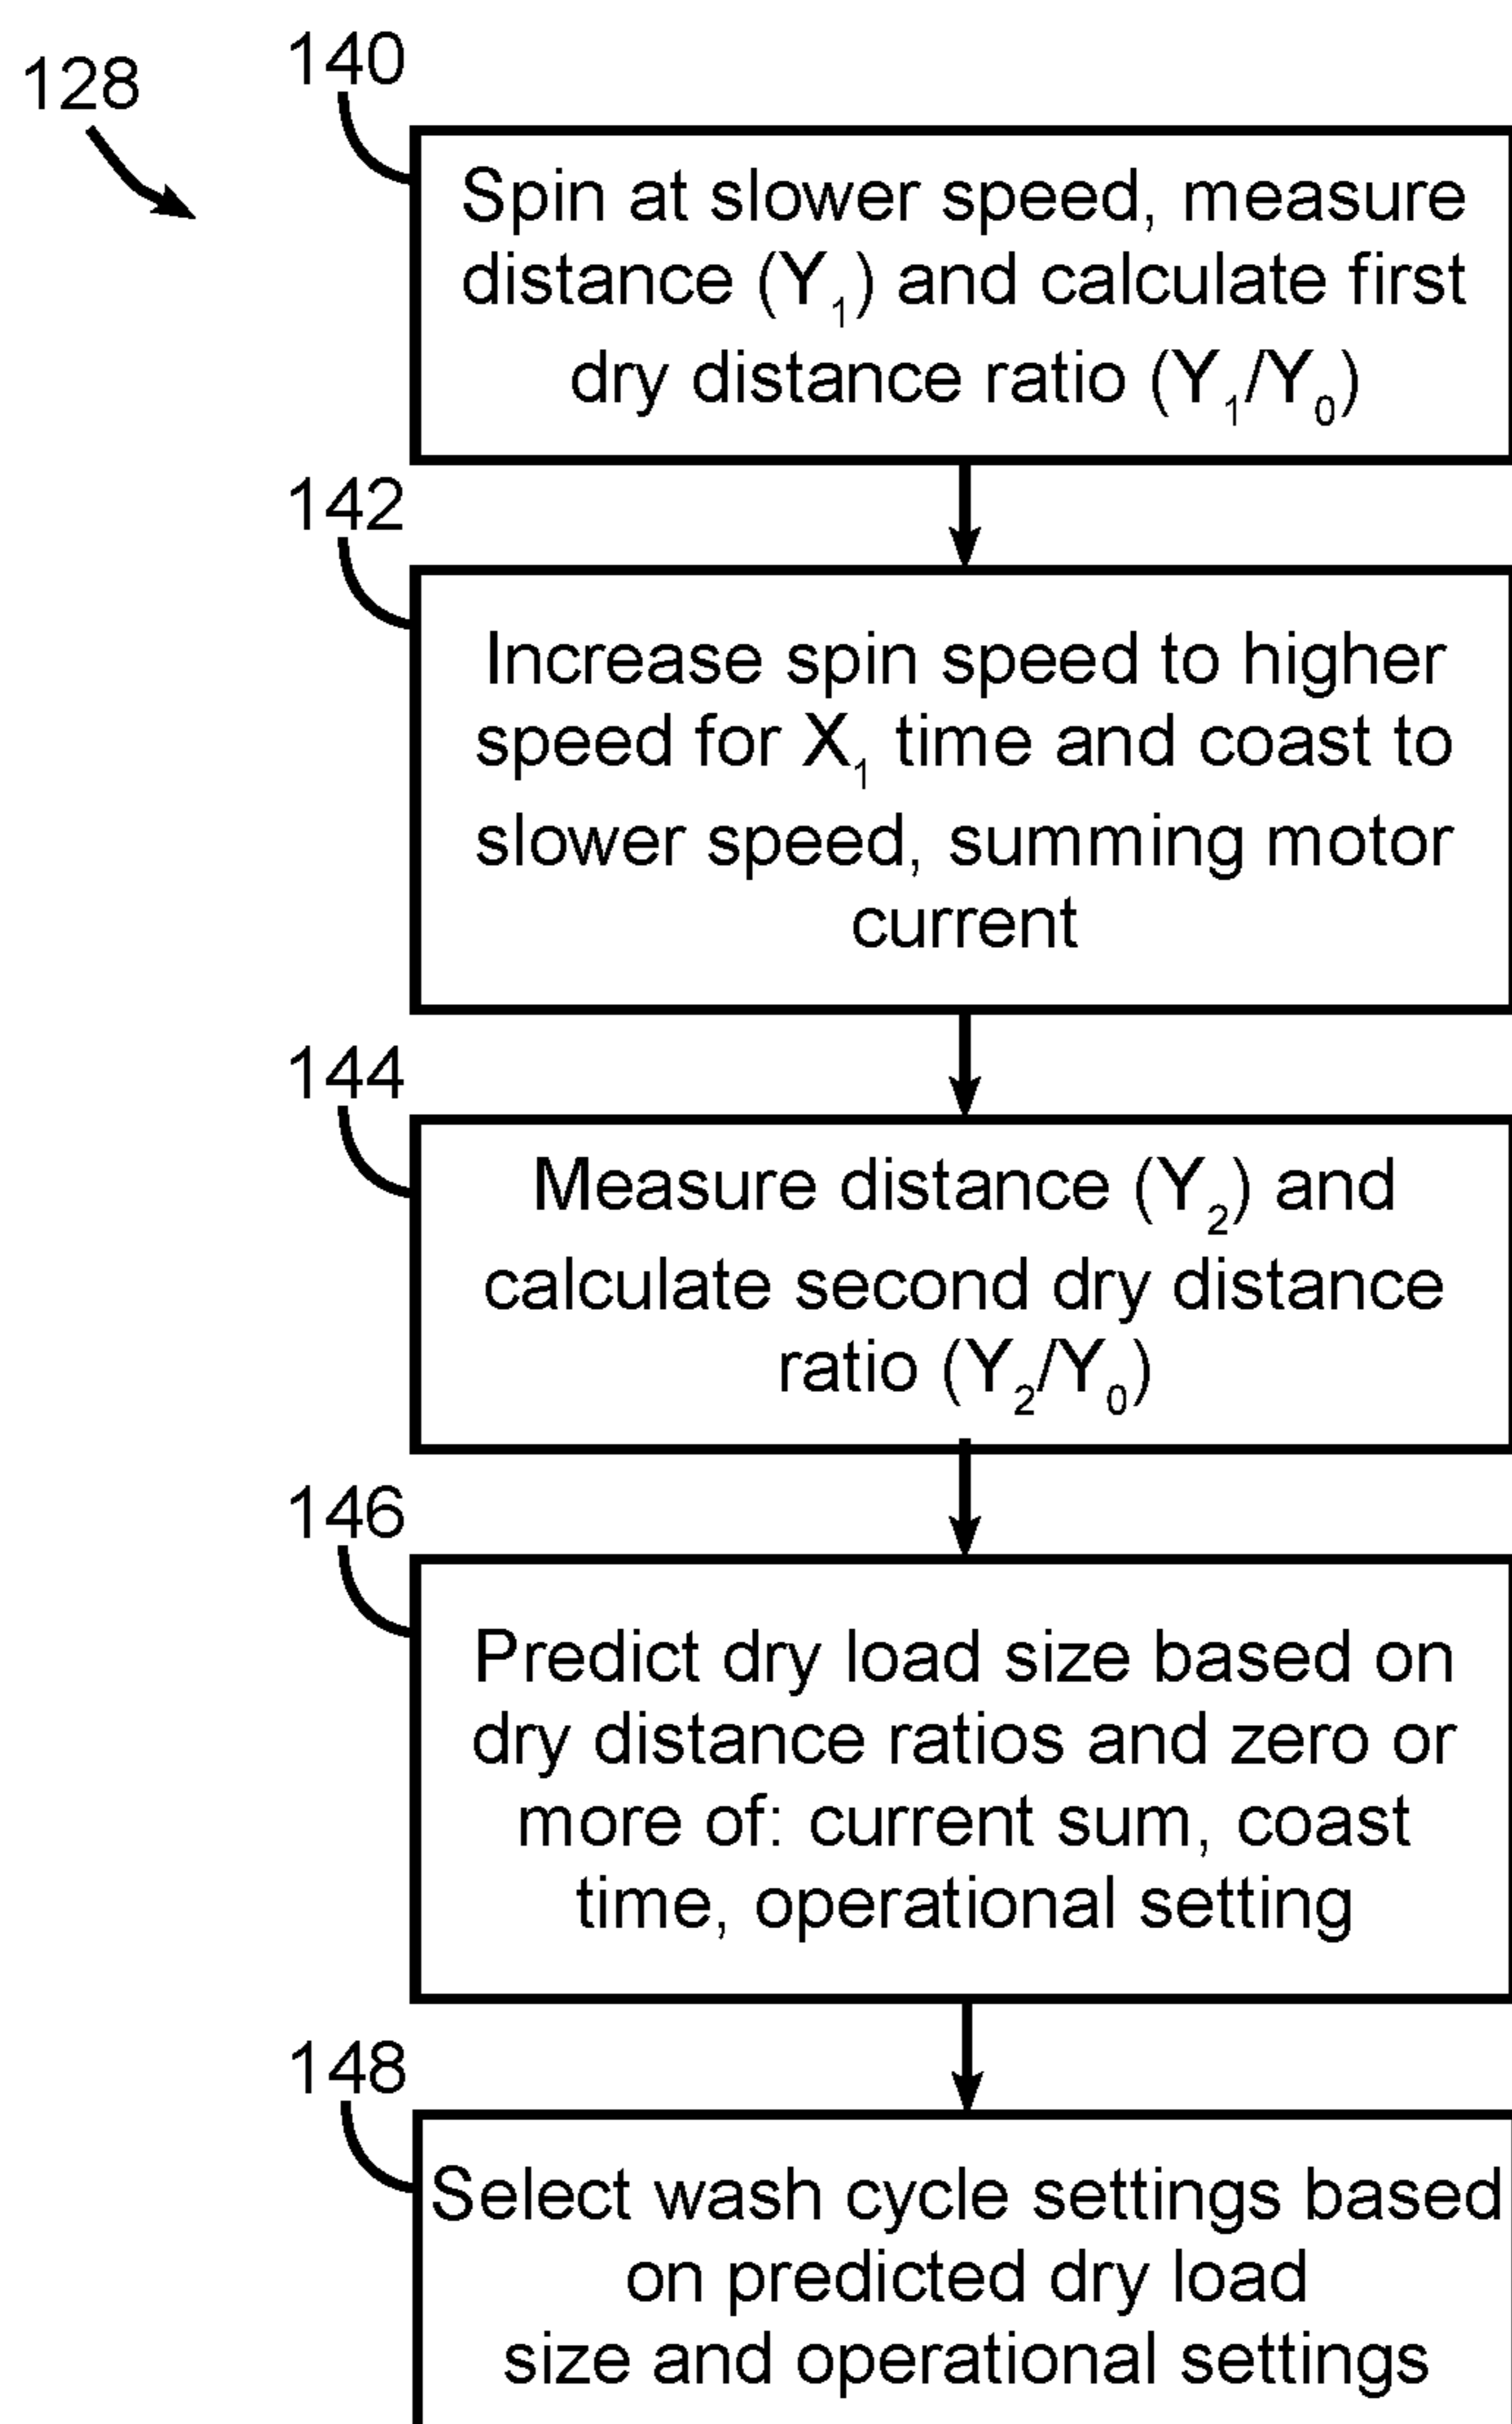 128
140
Spin at slower speed, measure
distance (Y₁) and calculate first
dry distance ratio (Y₁/Y₀)
142
Increase spin speed to higher
speed for X₁ time and coast to
slower speed, summing motor
current
144
Measure distance (Y₂) and
calculate second dry distance
ratio (Y₂/Y₀)
146
Predict dry load size based on
dry distance ratios and zero or
more of: current sum, coast
time, operational setting
148
Select wash cycle settings based
on predicted dry load
size and operational settings